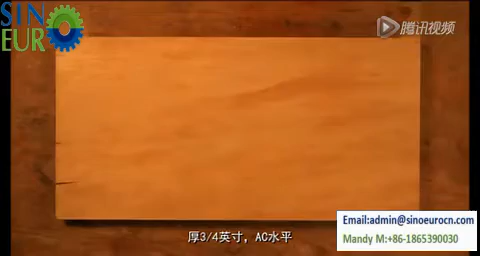 SIN
EUR
腾讯视频
Email:admin@sinoeurocn.com
Mandy M:+86-1865390030
厚3/4英寸，AC水平